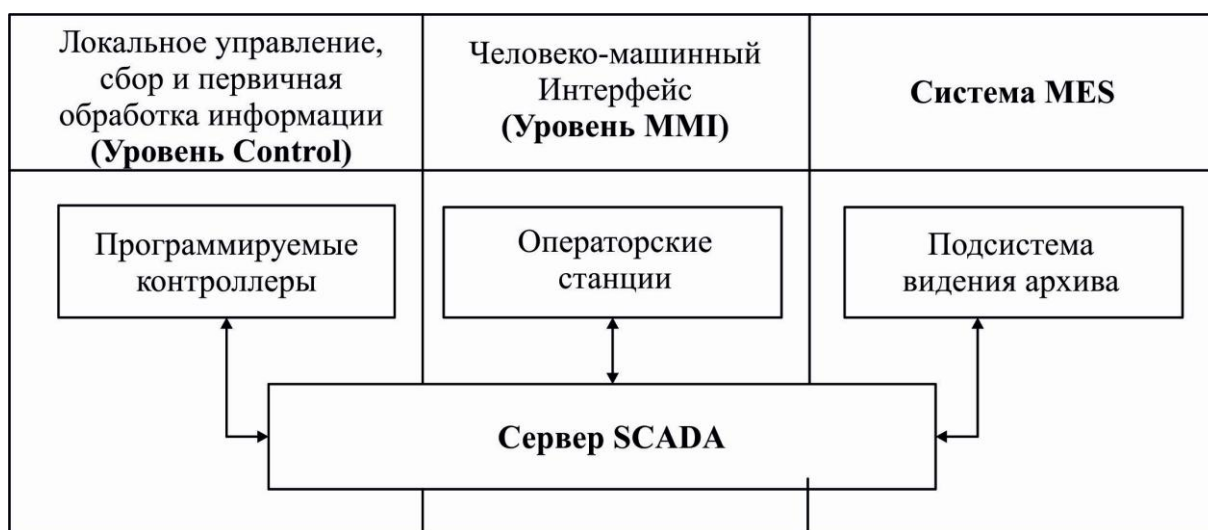 Локальное управление,
сбор и первичная
обработка информации
(Уровень Control)
Человеко-машинный
Интерфейс
(Уровень MMI)
Система MES
Программируемые
контроллеры
Операторские
станции
Подсистема
видения архива
Сервер SCADA